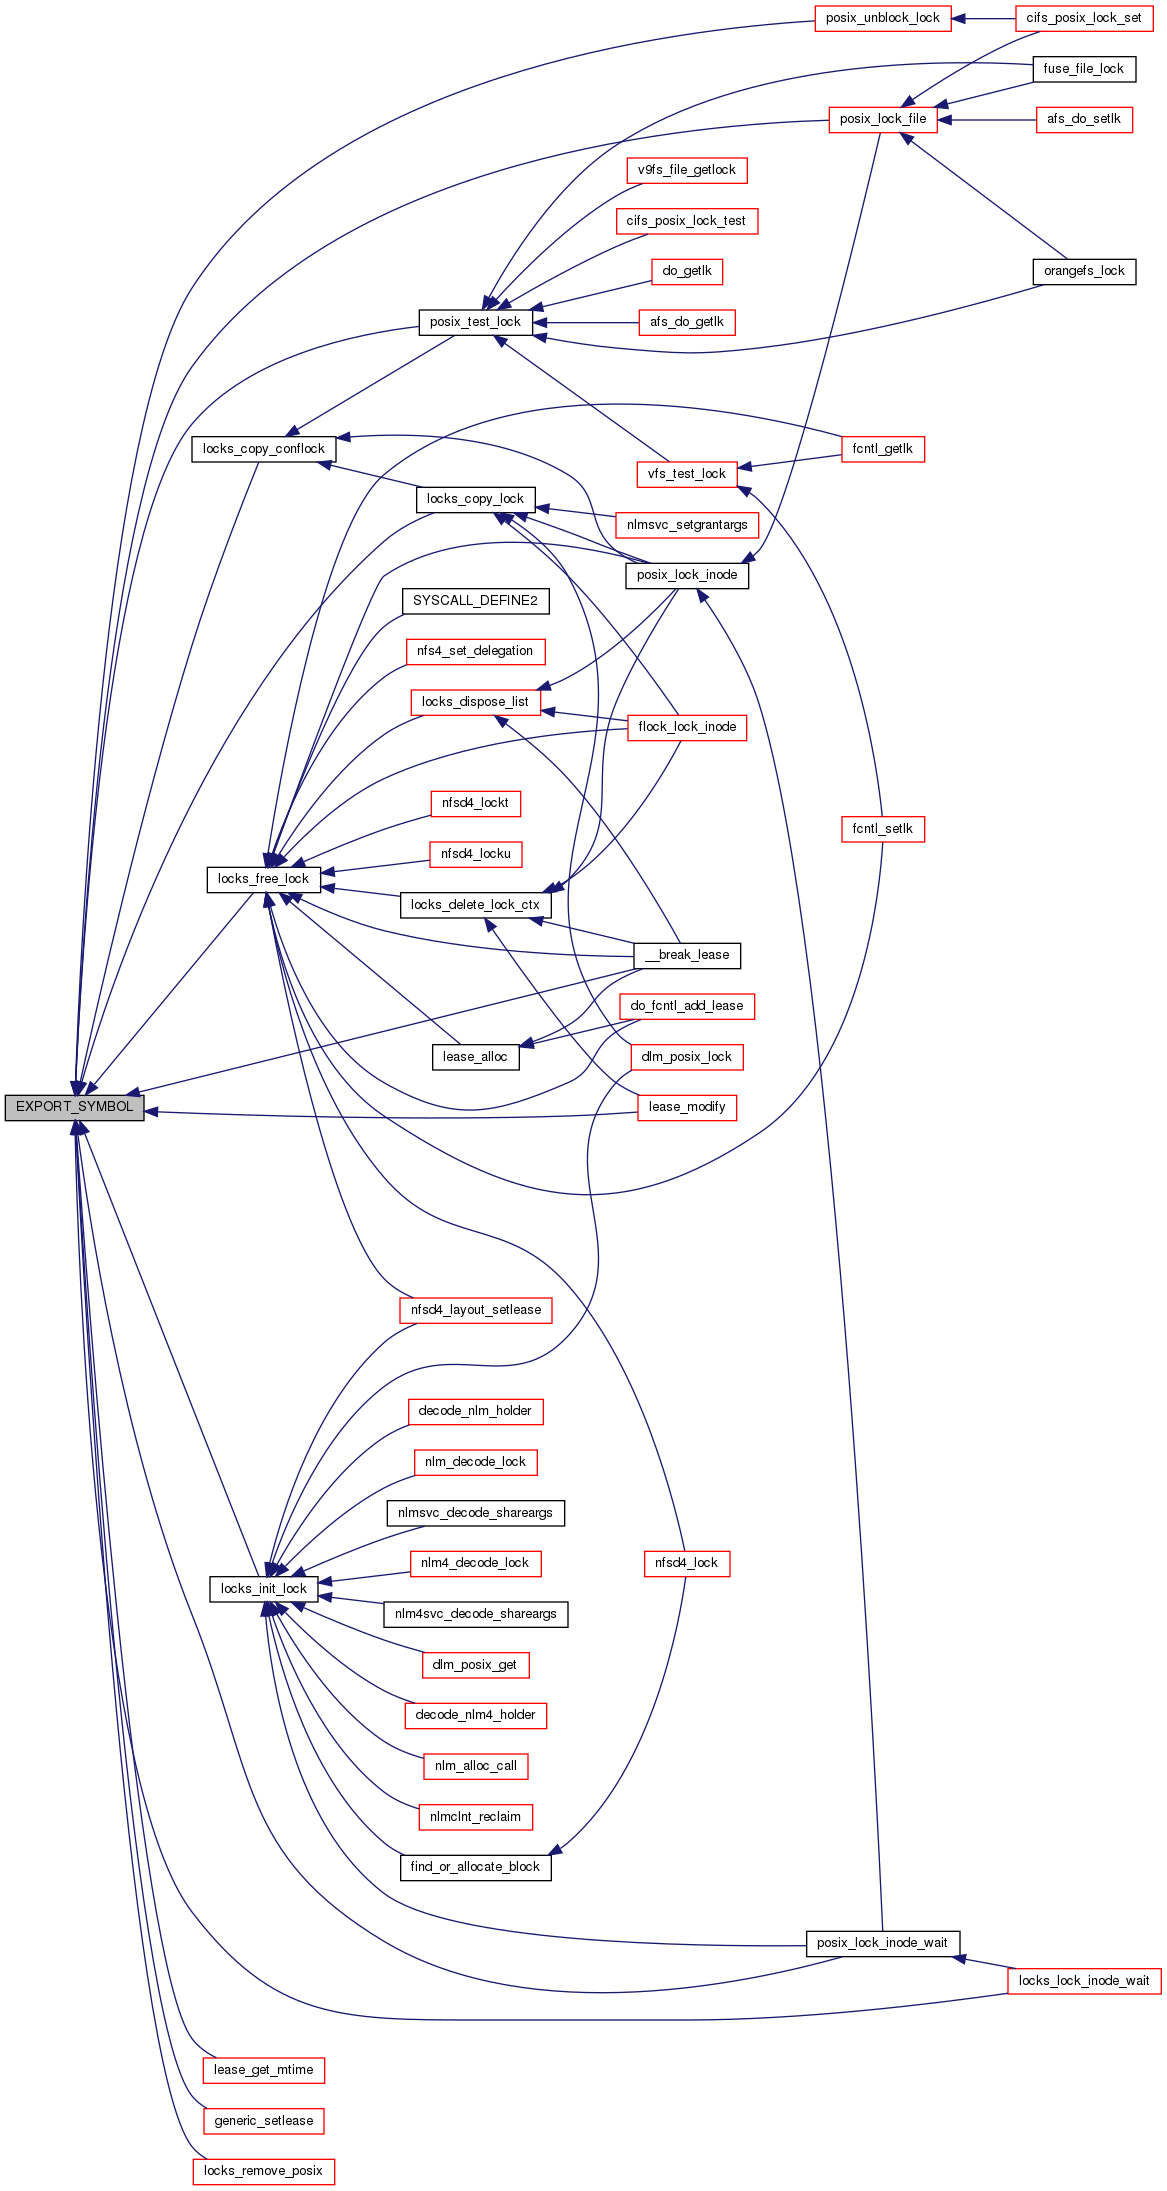 posix_unblock_lock
cifs_posix_lock_set
fuse_file_lock
posix_lock_file
afs_do_setlk
v9fs_file_getlock
cifs_posix_lock_test
do_getlk
orangefs_lock
posix_test_lock
afs_do_getlk
locks_copy_conflock
fcntl_getlk
vfs_test_lock
locks_copy_lock
nlmsvc_setgrantargs
posix_lock_inode
SYSCALL_DEFINE2
nfs4_set_delegation
locks_dispose_list
flock_lock_inode
nfsd4_lockt
fcntl_setlk
nfsd4_locku
locks_free_lock
locks_delete_lock_ctx
__break_lease
do_fcntl_add_lease
lease_alloc
dlm_posix_lock
EXPORT_SYMBOL
lease_modify
nfsd4_layout_setlease
decode_nlm_holder
nlm_decode_lock
nlmsvc_decode_shareargs
nlm4_decode_lock
nfsd4_lock
locks_init_lock
nlm4svc_decode_shareargs
dlm_posix_get
decode_nlm4_holder
nlm_alloc_call
nlmclnt_reclaim
find_or_allocate_block
posix_lock_inode_wait
locks_lock_inode_wait
lease_get_mtime
generic_setlease
locks_remove_posix